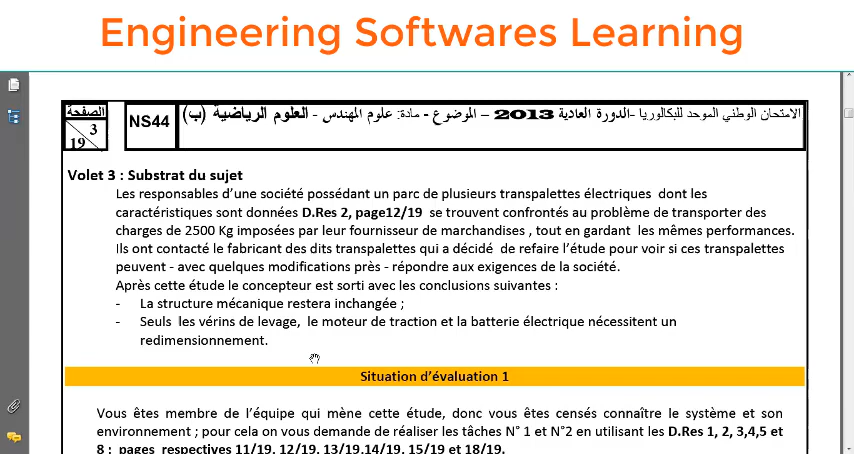 Engineering Softwares Learning
الصفحة
3
19
NS44
الامتحان الوطني الموحد للبكالوريا -الدورة العادية 2013 – الموضوع - مادة: علوم المهندس - العلوم الرياضية (ب)
Volet 3 : Substrat du sujet
Les responsables d’une société possédant un parc de plusieurs transpalettes électriques dont les
caractéristiques sont données D.Res 2, page12/19 se trouvent confrontés au problème de transporter des
charges de 2500 Kg imposées par leur fournisseur de marchandises , tout en gardant les mêmes performances.
Ils ont contacté le fabricant des dits transpalettes qui a décidé de refaire l’étude pour voir si ces transpalettes
peuvent - avec quelques modifications près - répondre aux exigences de la société.
Après cette étude le concepteur est sorti avec les conclusions suivantes :
- La structure mécanique restera inchangée ;
- Seuls les vérins de levage, le moteur de traction et la batterie électrique nécessitent un
redimensionnement.
Situation d’évaluation 1
Vous êtes membre de l’équipe qui mène cette étude, donc vous êtes censés connaître le système et son
environnement ; pour cela on vous demande de réaliser les tâches N° 1 et N°2 en utilisant les D.Res 1, 2, 3,4,5 et
8 : pages respectives 11/19, 12/19, 13/19,14/19, 15/19 et 18/19.